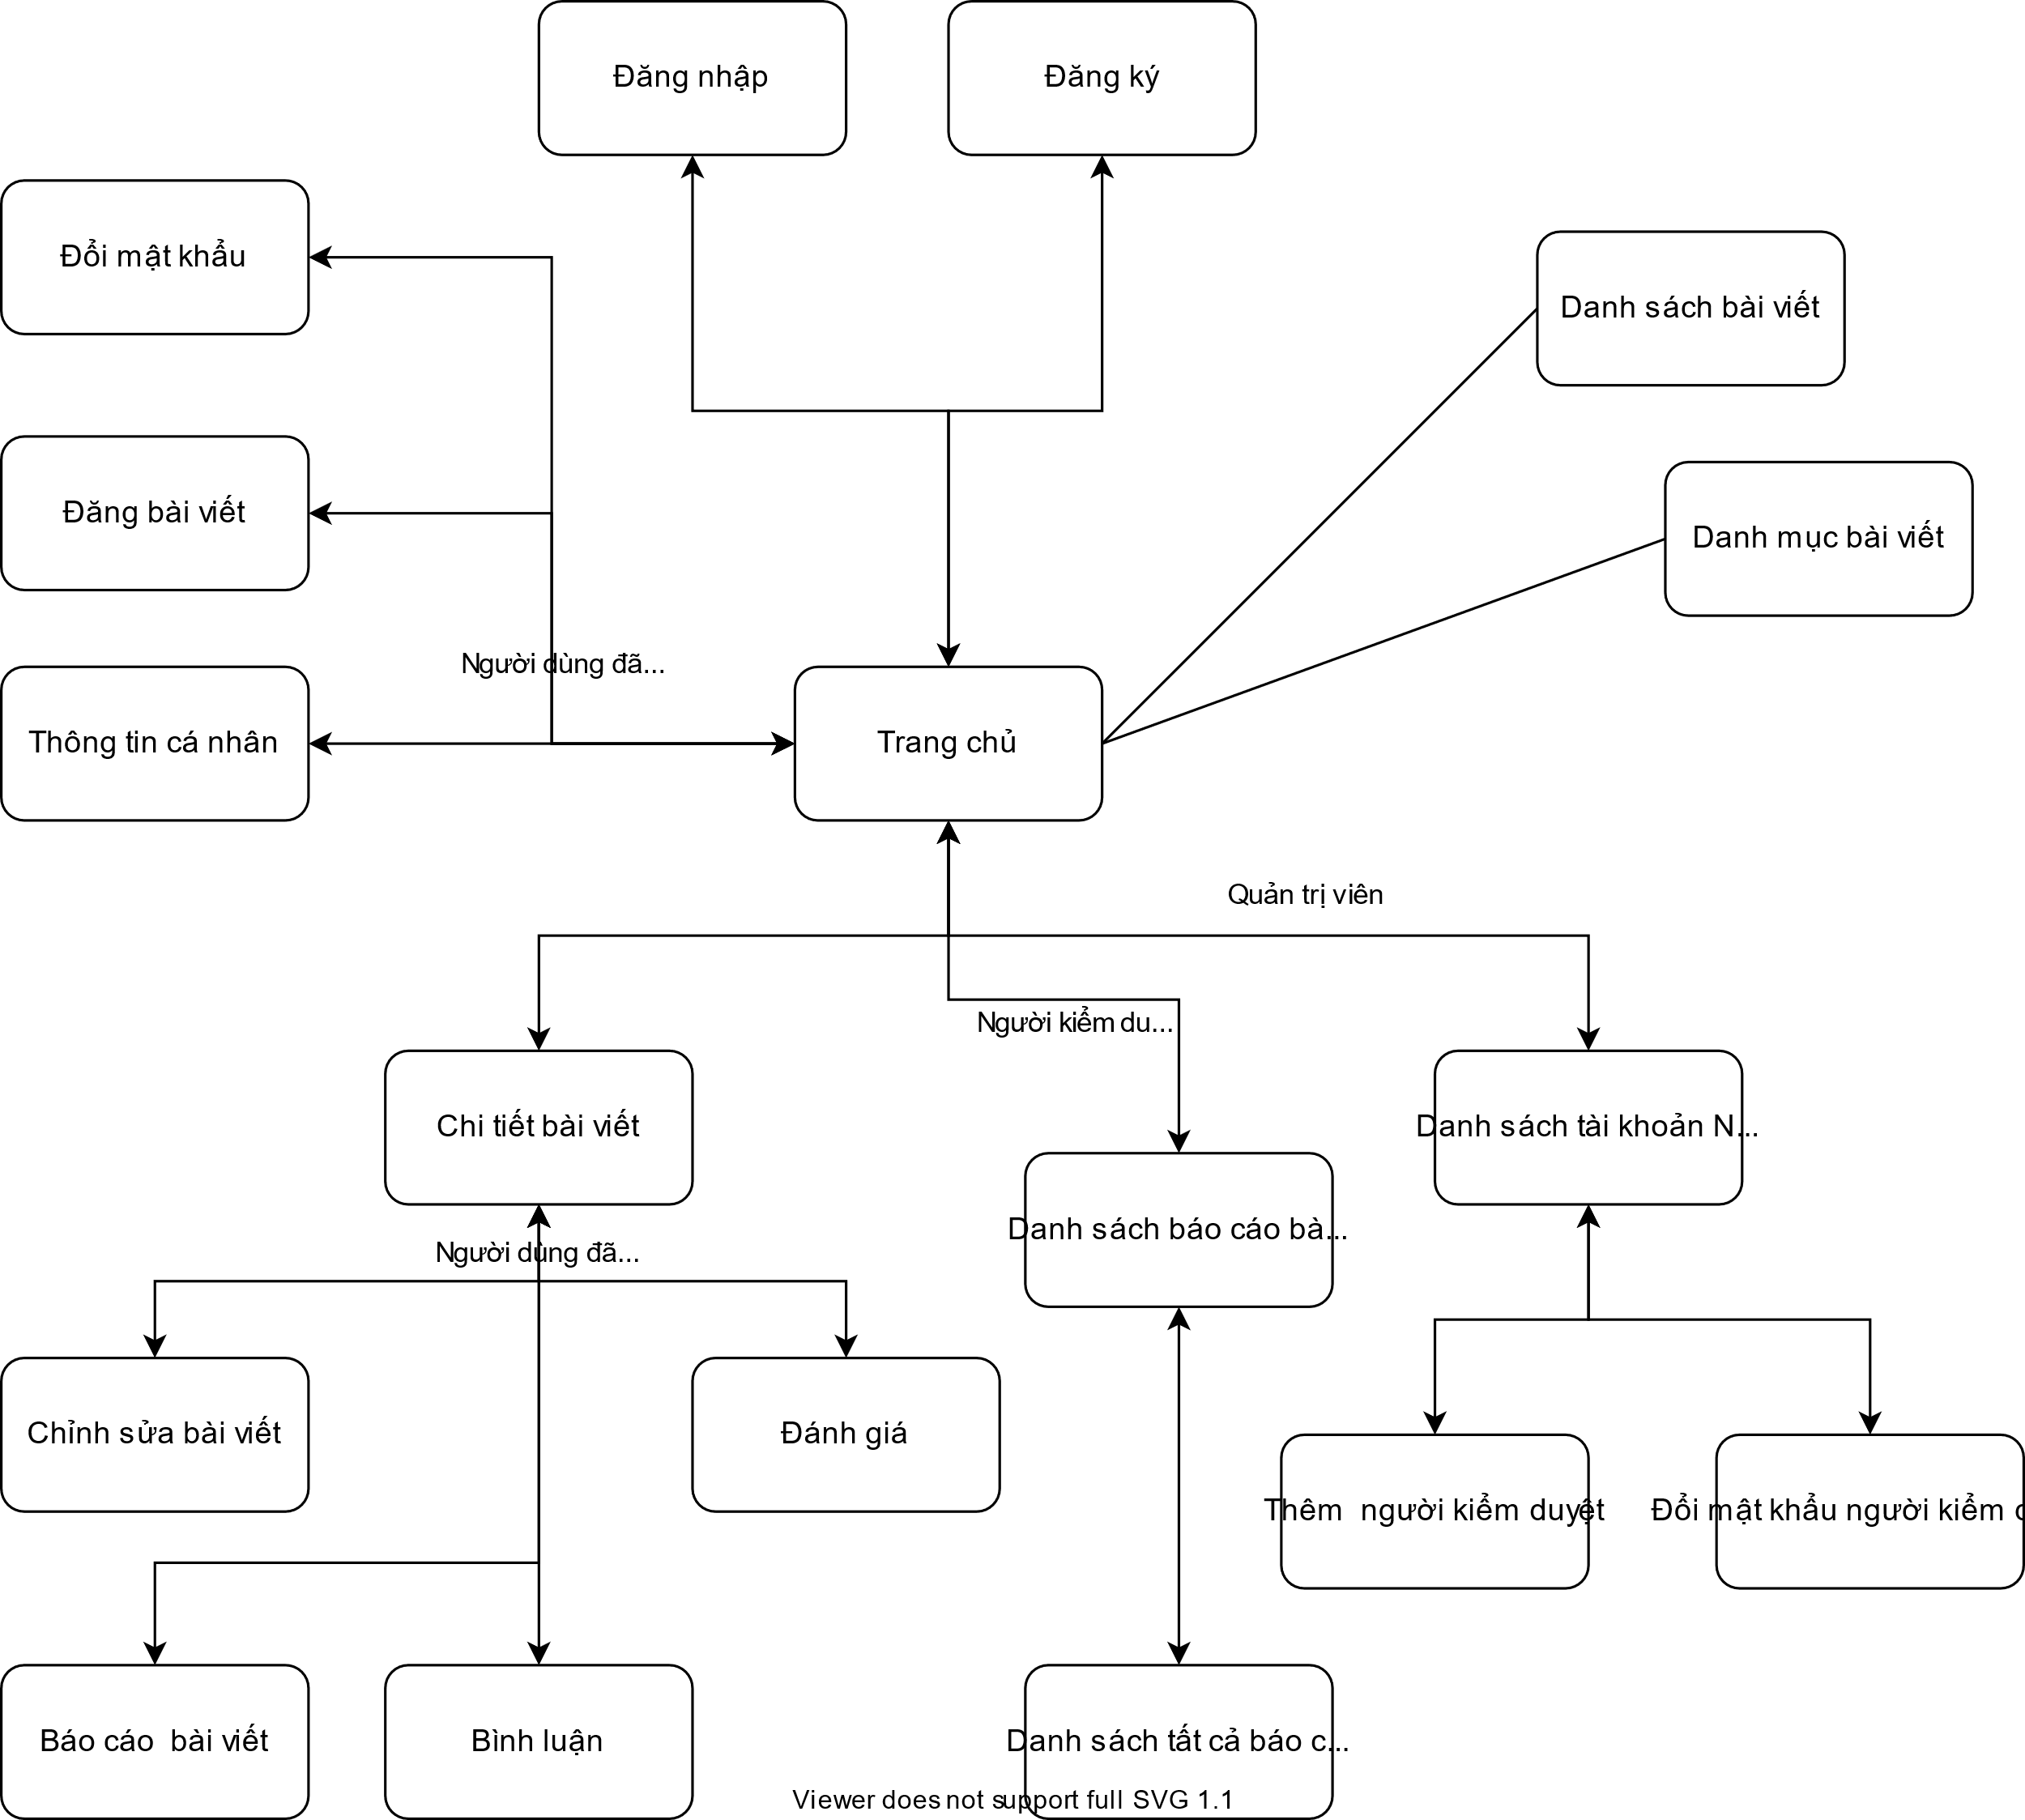 Đăng nhập
Đăng ký
Đổi mật khẩu
Danh sách bài viết
Đăng bài viết
Danh mục bài viết
Người dùng đã...
Thông tin cá nhân
Trang chủ
Quản trị viên
Người kiểm du...
Chi tiết bài viết
Danh sách tài khoản N...
Danh sách báo cáo bà...
Người dùng đã...
Chỉnh sửa bài viết
Đánh giá
Thêm người kiểm duyệt
Đổi mật khẩu người kiểm
Báo cáo bài viết
Bình luận
Danh sách tất cả báo c...
Viewer does not support full SVG 1.1